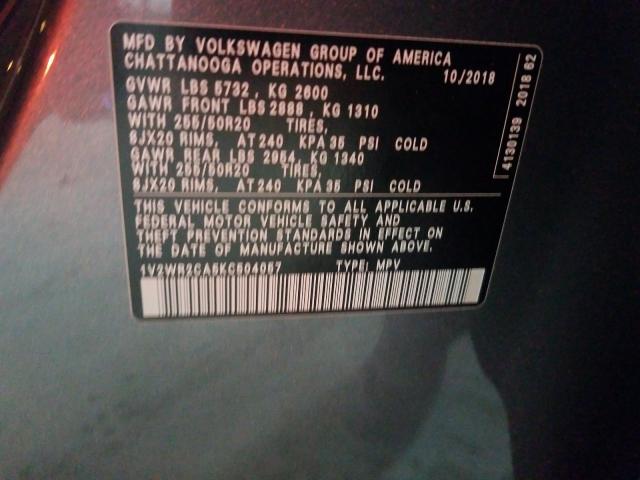 MFD BY VOLKSWAGEN GROUP OF AMERICA
CHATTANOOGA OPERATIONS, LLC.
10/2018
GVWR LBS 5732 , KG 2600
GAWR FRONT LBS 2888 , KG 1310
WITH 255/50R20 TIRES,
8JX20 RIMS, AT 240 KPA 35 PSI COLD
GAWR REAR LBS 2954, KG 1340
WITH 255/50R20 TIRES,
8JX20 RIMS, AT 240 KPA 35 PSI COLD
THIS VEHICLE CONFORMS TO ALL APPLICABLE U.S.
FEDERAL MOTOR VEHICLE SAFETY AND
THEFT PREVENTION STANDARDS IN EFFECT ON
THE DATE OF MANUFACTURE SHOWN ABOVE.
1V2WR2CA5KC504057 TYPE: MPV
4130139 2018 62